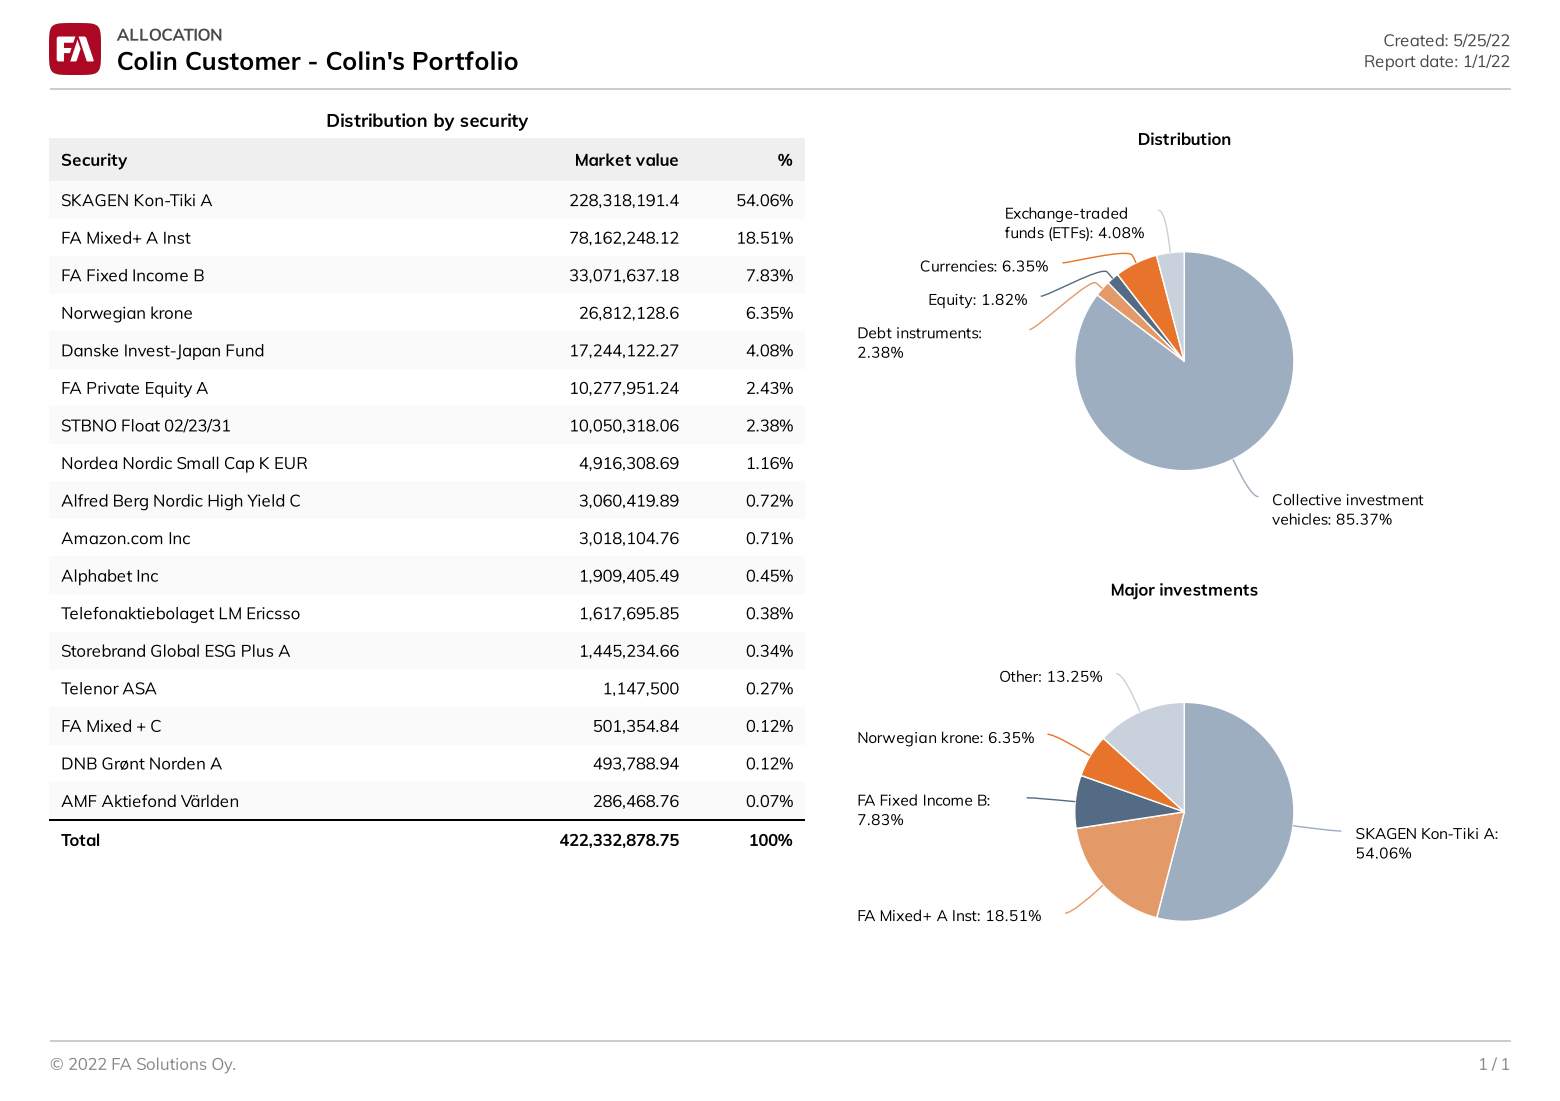 FA
ALLOCATION
Colin Customer - Colin's Portfolio
Created: 5/25/22
Report date: 1/1/22
Distribution by security
Security Market value %
SKAGEN Kon-Tiki A 228,318,191.4 54.06%
FA Mixed+ A Inst 78,162,248.12 18.51%
FA Fixed Income B 33,071,637.18 7.83%
Norwegian krone 26,812,128.6 6.35%
Danske Invest-Japan Fund 17,244,122.27 4.08%
FA Private Equity A 10,277,951.24 2.43%
STBNO Float 02/23/31 10,050,318.06 2.38%
Nordea Nordic Small Cap K EUR 4,916,308.69 1.16%
Alfred Berg Nordic High Yield C 3,060,419.89 0.72%
Amazon.com Inc 3,018,104.76 0.71%
Alphabet Inc 1,909,405.49 0.45%
Telefonaktiebolaget LM Ericsso 1,617,695.85 0.38%
Storebrand Global ESG Plus A 1,445,234.66 0.34%
Telenor ASA 1,147,500 0.27%
FA Mixed + C 501,354.84 0.12%
DNB Grønt Norden A 493,788.94 0.12%
AMF Aktiefond Världen 286,468.76 0.07%
Total 422,332,878.75 100%
Distribution
Exchange-traded
funds (ETFs): 4.08%
Currencies: 6.35%
Equity: 1.82%
Debt instruments:
2.38%
Collective investment
vehicles: 85.37%
Major investments
Other: 13.25%
Norwegian krone: 6.35%
FA Fixed Income B:
7.83%
SKAGEN Kon-Tiki A:
54.06%
FA Mixed+ A Inst: 18.51%
© 2022 FA Solutions Oy.
1 / 1